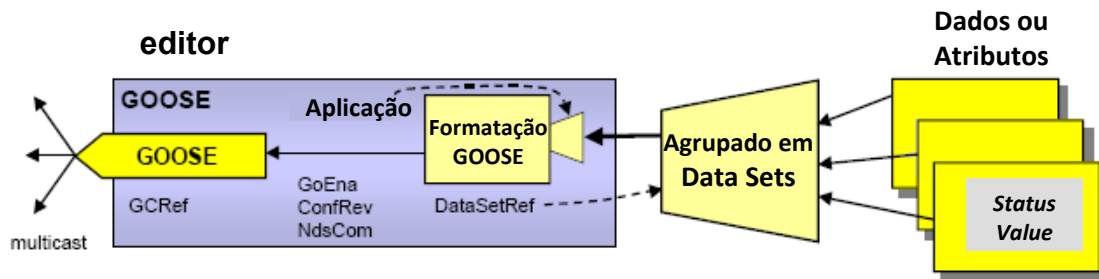 editor
Dados ou
Atributos
GOOSE
Aplicação
Formatação
GOOSE
GOOSE
Agrupado em
Data Sets
GoEna
ConfRev
NdsCom
GCRef
DataSetRef
multicast
Status
Value